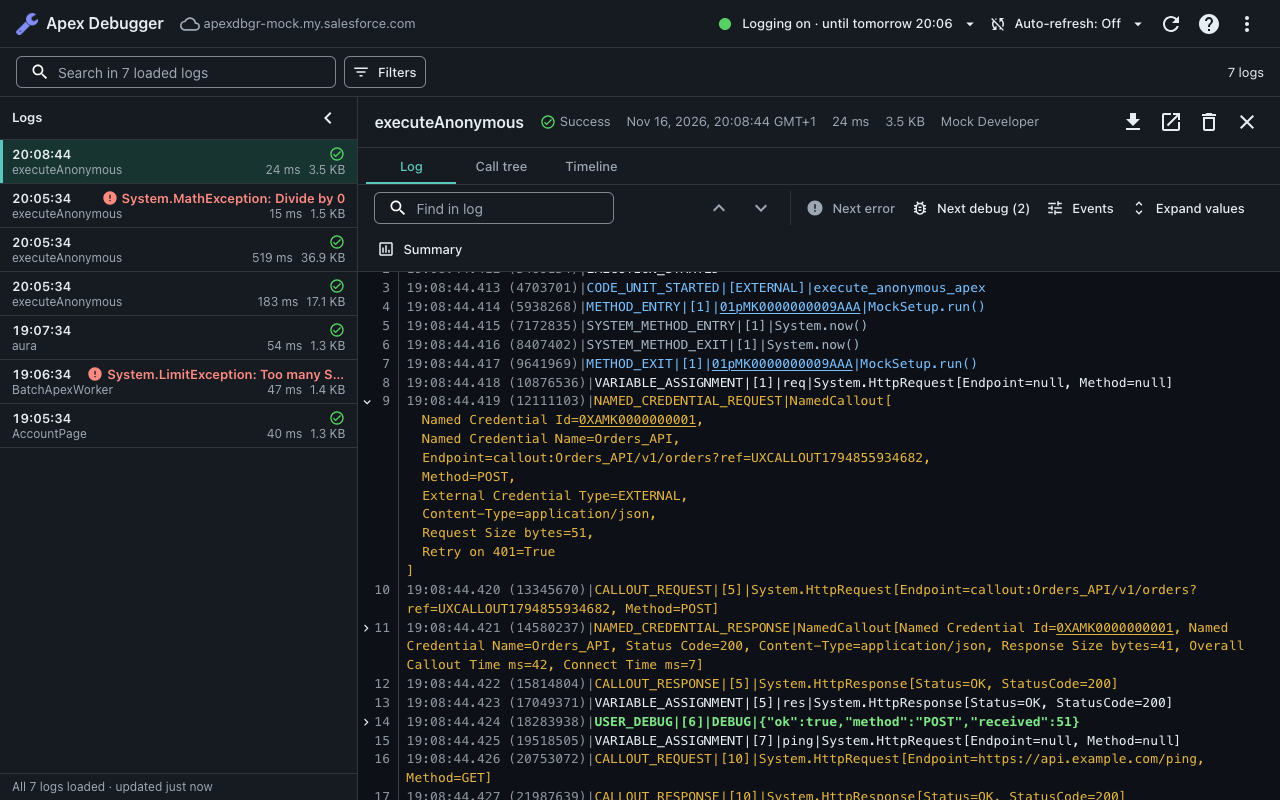 Apex Debugger
apexdbgr-mock.my.salesforce.com
Logging on · until tomorrow 20:06
Auto-refresh: Off
Search in 7 loaded logs
Filters
7 logs
Logs
20:08:44
executeAnonymous 24 ms 3.5 KB
20:05:34 System.MathException: Divide by 0
executeAnonymous 15 ms 1.5 KB
20:05:34
executeAnonymous 519 ms 36.9 KB
20:05:34
executeAnonymous 183 ms 17.1 KB
19:07:34
aura 54 ms 1.3 KB
19:06:34 System.LimitException: Too many S...
BatchApexWorker 47 ms 1.4 KB
19:05:34
AccountPage 40 ms 1.3 KB
All 7 logs loaded · updated just now
executeAnonymous Success Nov 16, 2026, 20:08:44 GMT+1 24 ms 3.5 KB Mock Developer
Log Call tree Timeline
Find in log
Next error
Next debug (2)
Events
Expand values
Summary
3 19:08:44.413 (4703701)|CODE_UNIT_STARTED|[EXTERNAL]|execute_anonymous_apex
4 19:08:44.414 (5938268)|METHOD_ENTRY|[1]|01pMK0000000009AAA|MockSetup.run()
5 19:08:44.415 (7172835)|SYSTEM_METHOD_ENTRY|[1]|System.now()
6 19:08:44.416 (8407402)|SYSTEM_METHOD_EXIT|[1]|System.now()
7 19:08:44.417 (9641969)|METHOD_EXIT|[1]|01pMK0000000009AAA|MockSetup.run()
8 19:08:44.418 (10876536)|VARIABLE_ASSIGNMENT|[1]|req|System.HttpRequest[Endpoint=null, Method=null]
9 19:08:44.419 (12111103)|NAMED_CREDENTIAL_REQUEST|NamedCallout[
Named Credential Id=0XAMK0000000001,
Named Credential Name=Orders_API,
Endpoint=callout:Orders_API/v1/orders?ref=UXCALLOUT1794855934682,
Method=POST,
External Credential Type=EXTERNAL,
Content-Type=application/json,
Request Size bytes=51,
Retry on 401=True
]
10 19:08:44.420 (13345670)|CALLOUT_REQUEST|[5]|System.HttpRequest[Endpoint=callout:Orders_API/v1/orders?
ref=UXCALLOUT1794855934682, Method=POST]
11 19:08:44.421 (14580237)|NAMED_CREDENTIAL_RESPONSE|NamedCallout[Named Credential Id=0XAMK0000000001, Named
Credential Name=Orders_API, Status Code=200, Content-Type=application/json, Response Size bytes=41, Overall
Callout Time ms=42, Connect Time ms=7]
12 19:08:44.422 (15814804)|CALLOUT_RESPONSE|[5]|System.HttpResponse[Status=OK, StatusCode=200]
13 19:08:44.423 (17049371)|VARIABLE_ASSIGNMENT|[5]|res|System.HttpResponse[Status=OK, StatusCode=200]
14 19:08:44.424 (18283938)|USER_DEBUG|[6]|DEBUG|{"ok":true,"method":"POST","received":51}
15 19:08:44.425 (19518505)|VARIABLE_ASSIGNMENT|[7]|ping|System.HttpRequest[Endpoint=null, Method=null]
16 19:08:44.426 (20753072)|CALLOUT_REQUEST|[10]|System.HttpRequest[Endpoint=https://api.example.com/ping,
Method=GET]
17 19:08:44.427 (21987639)|CALLOUT_RESPONSE|[10]|System.HttpResponse[Status=OK, StatusCode=200]